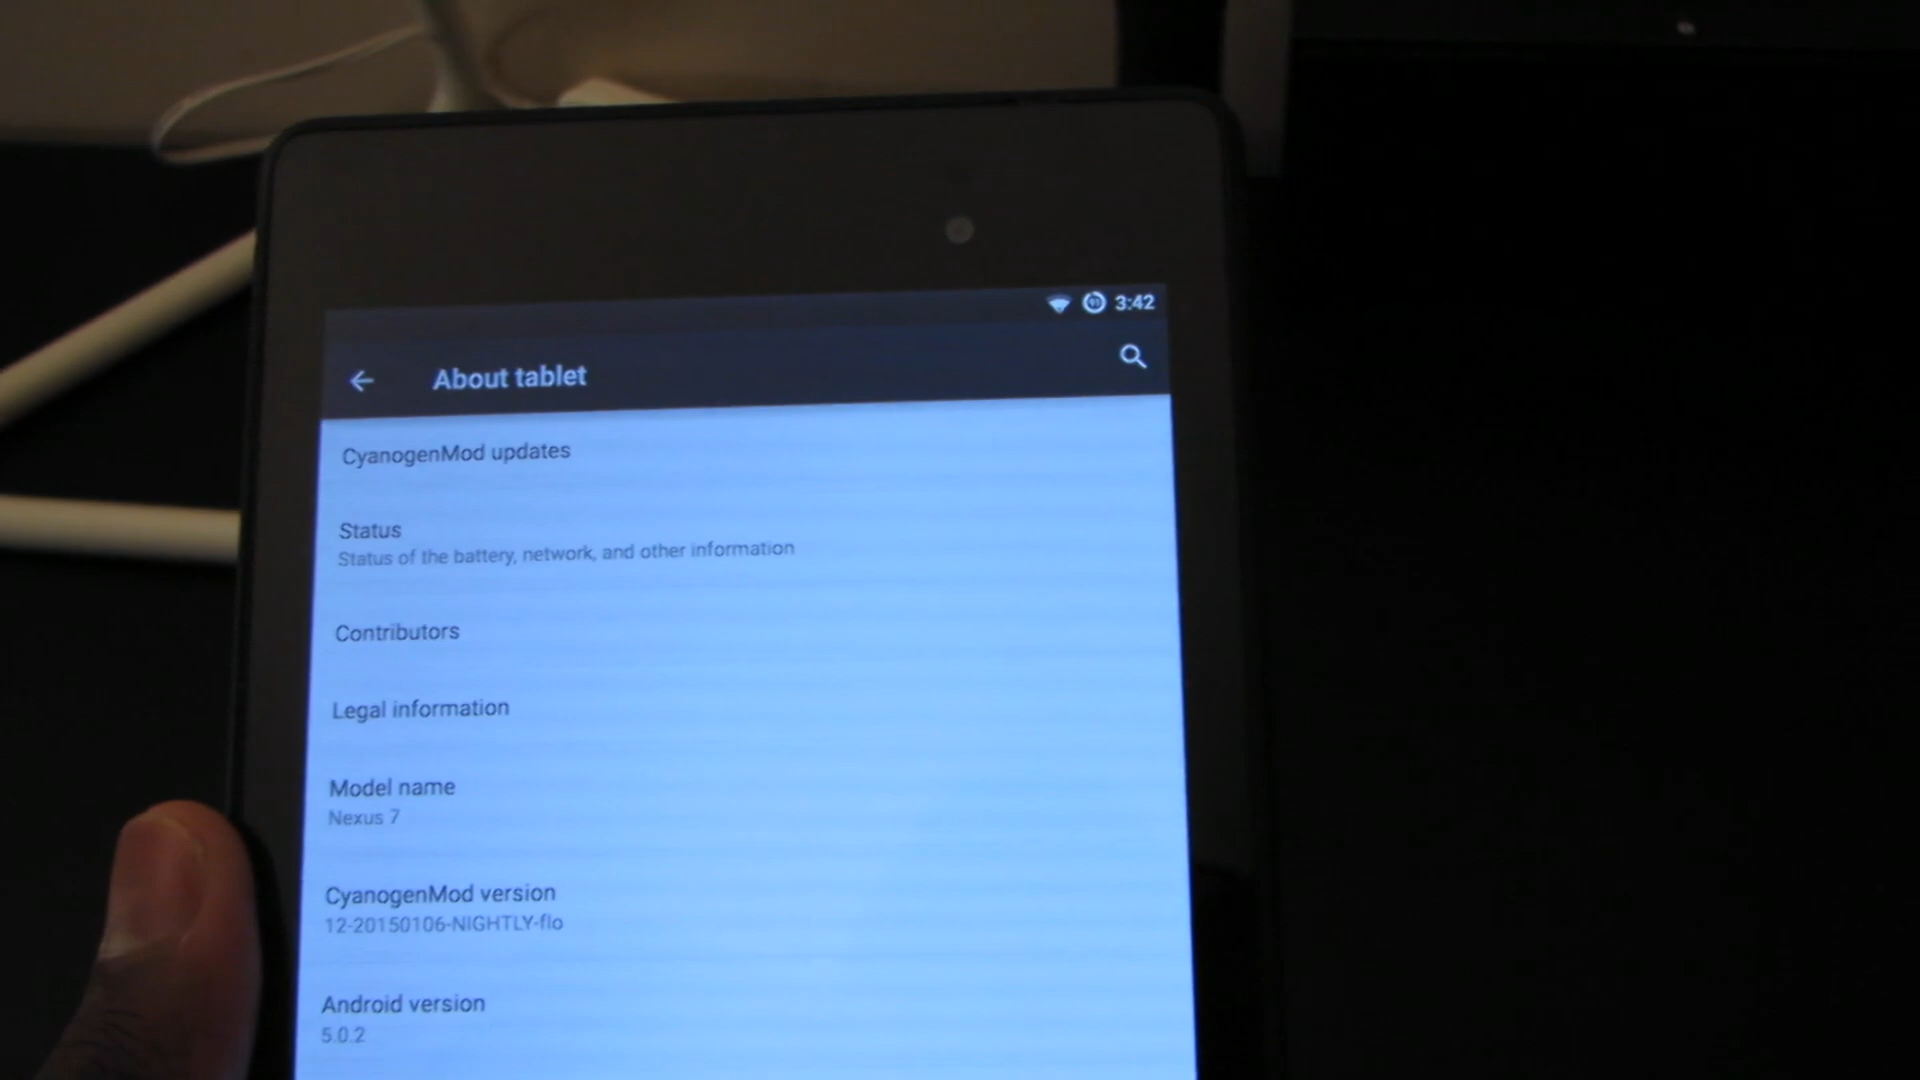 3:42
About tablet
CyanogenMod updates
Status
Status of the battery, network, and other information
Contributors
Legal information
Model name
Nexus 7
CyanogenMod version
12-20150106-NIGHTLY-flo
Android version
5.0.2